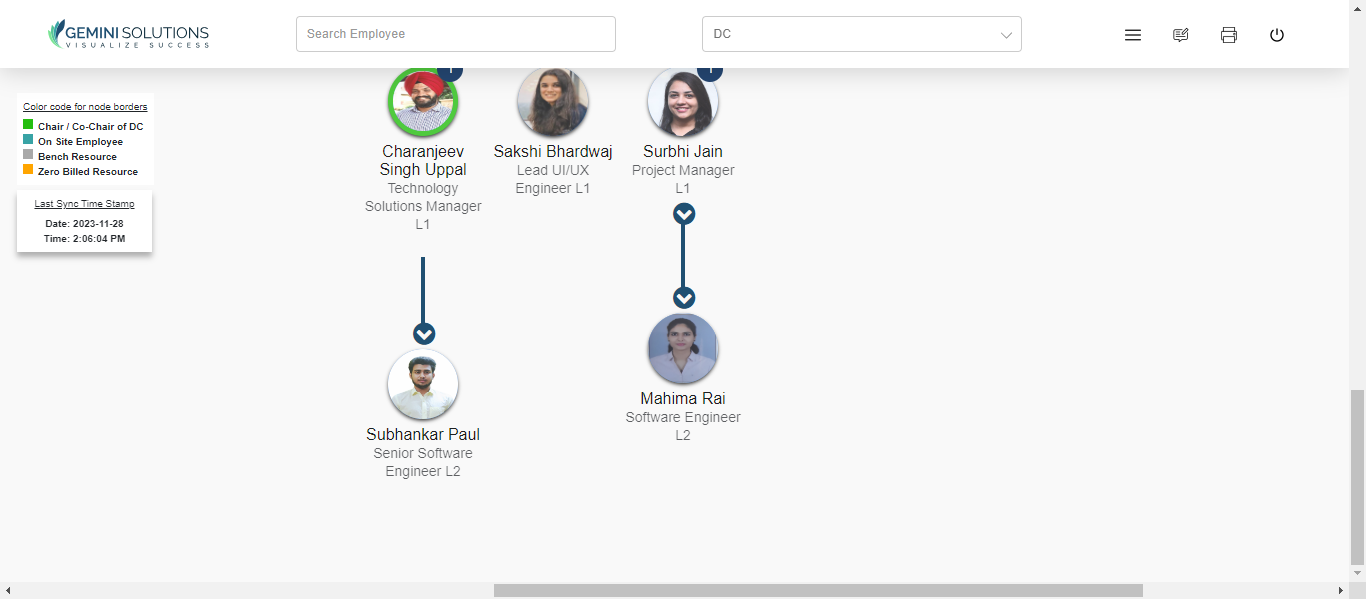 GEMINI SOLUTIONS
VISUALIZE SUCCESS
Search Employee
DC
Color code for node borders
Chair / Co-Chair of DC
On Site Employee
Bench Resource
Zero Billed Resource
Last Sync Time Stamp
Date: 2023-11-28
Time: 2:06:04 PM
Charanjeev
Singh Uppal
Technology
Solutions Manager
L1
Sakshi Bhardwaj
Lead UI/UX
Engineer L1
Surbhi Jain
Project Manager
L1
Subhankar Paul
Senior Software
Engineer L2
Mahima Rai
Software Engineer
L2